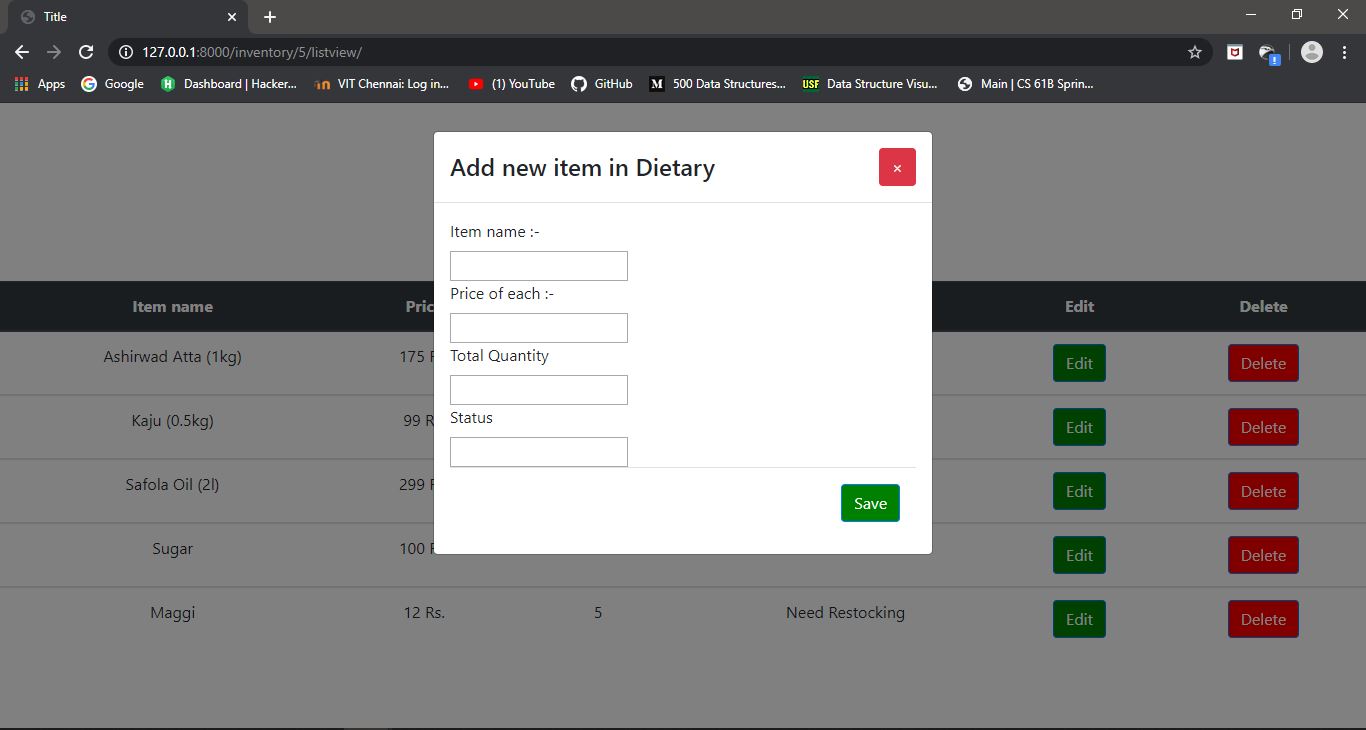 Title
127.0.0.1:8000/inventory/5/listview/
Apps Google Dashboard | Hacker... VIT Chennai: Log in... (1) YouTube GitHub M 500 Data Structures... USF Data Structure Visu... Main | CS 61B Sprin...
Add new item in Dietary ×
Item name :-
Price of each :-
Total Quantity
Status
Save
Item name Pric Edit Delete
Ashirwad Atta (1kg) 175 Edit Delete
Kaju (0.5kg) 99 R Edit Delete
Safola Oil (2l) 299 Edit Delete
Sugar 100 Edit Delete
Maggi 12 Rs. 5 Need Restocking Edit Delete